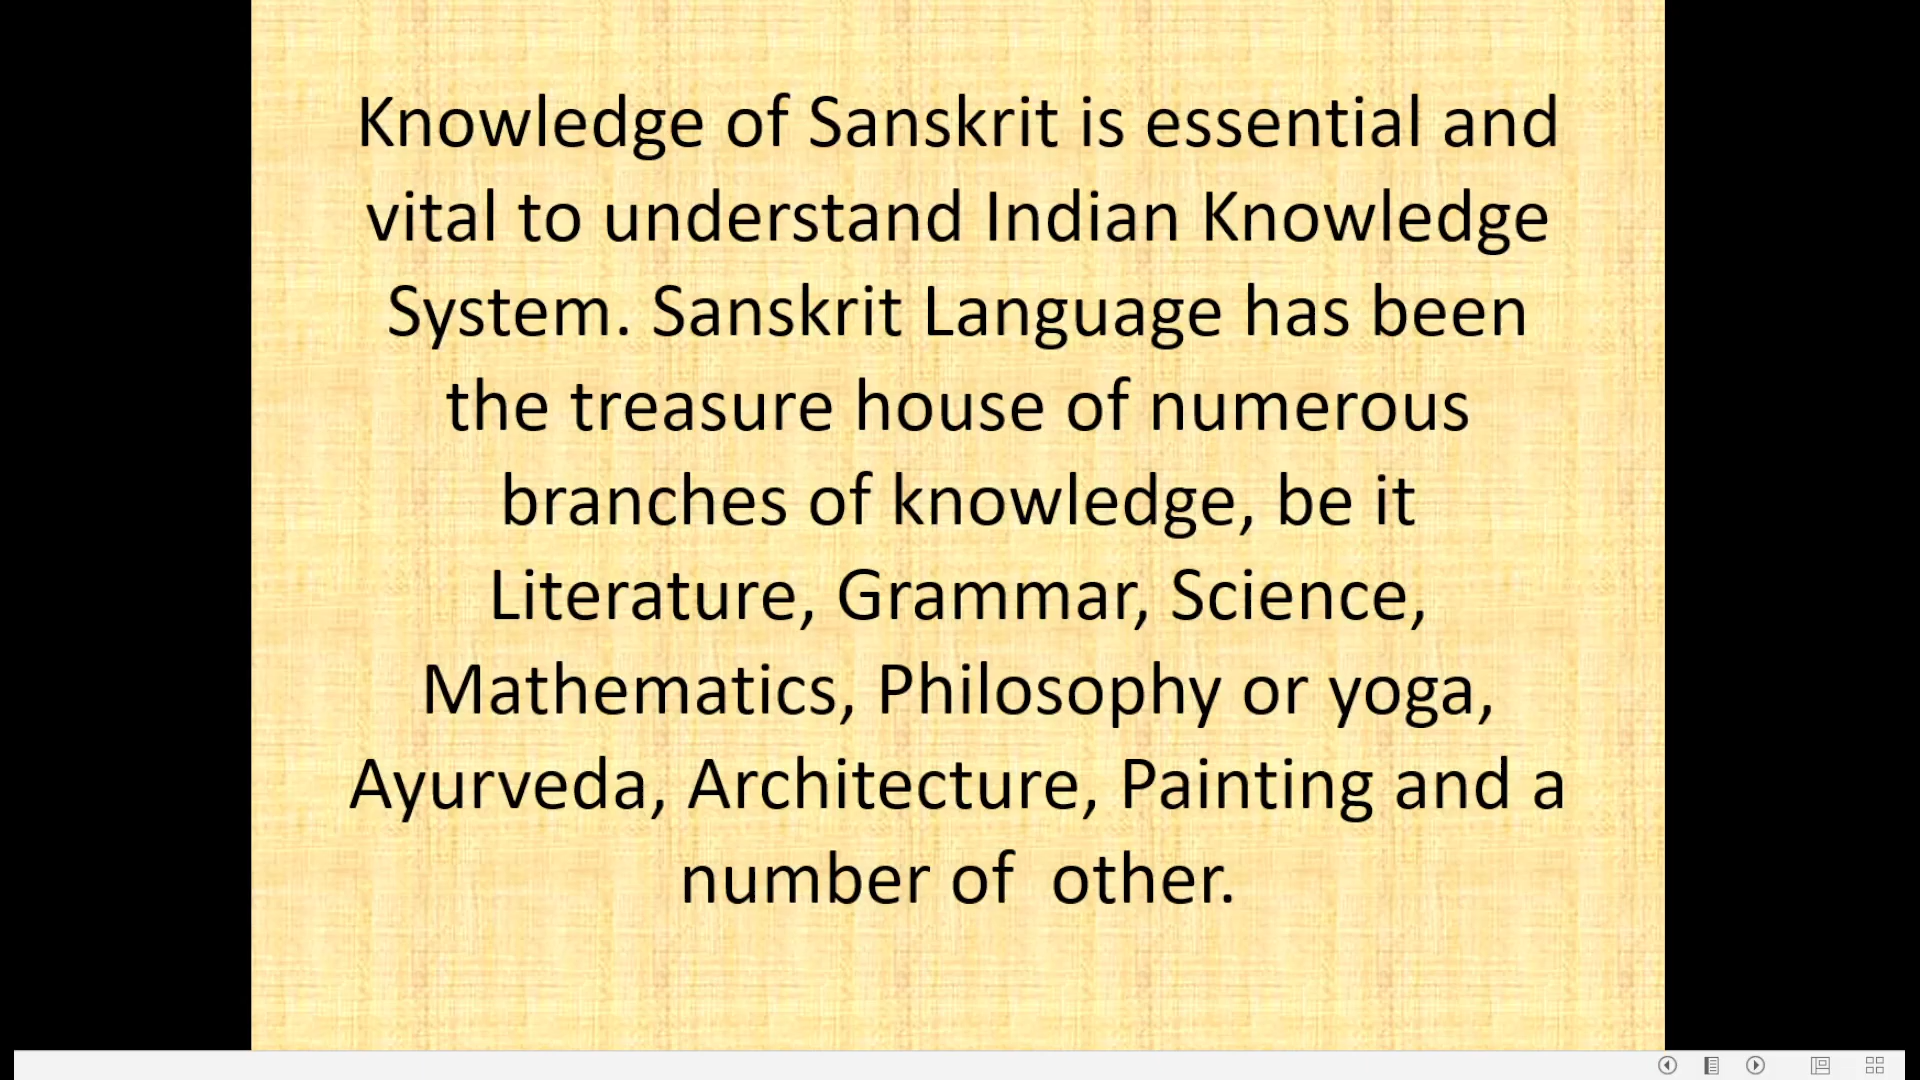 Knowledge of Sanskrit is essential and
vital to understand Indian Knowledge
System. Sanskrit Language has been
the treasure house of numerous
branches of knowledge, be it
Literature, Grammar, Science,
Mathematics, Philosophy or yoga,
Ayurveda, Architecture, Painting and a
number of  other.